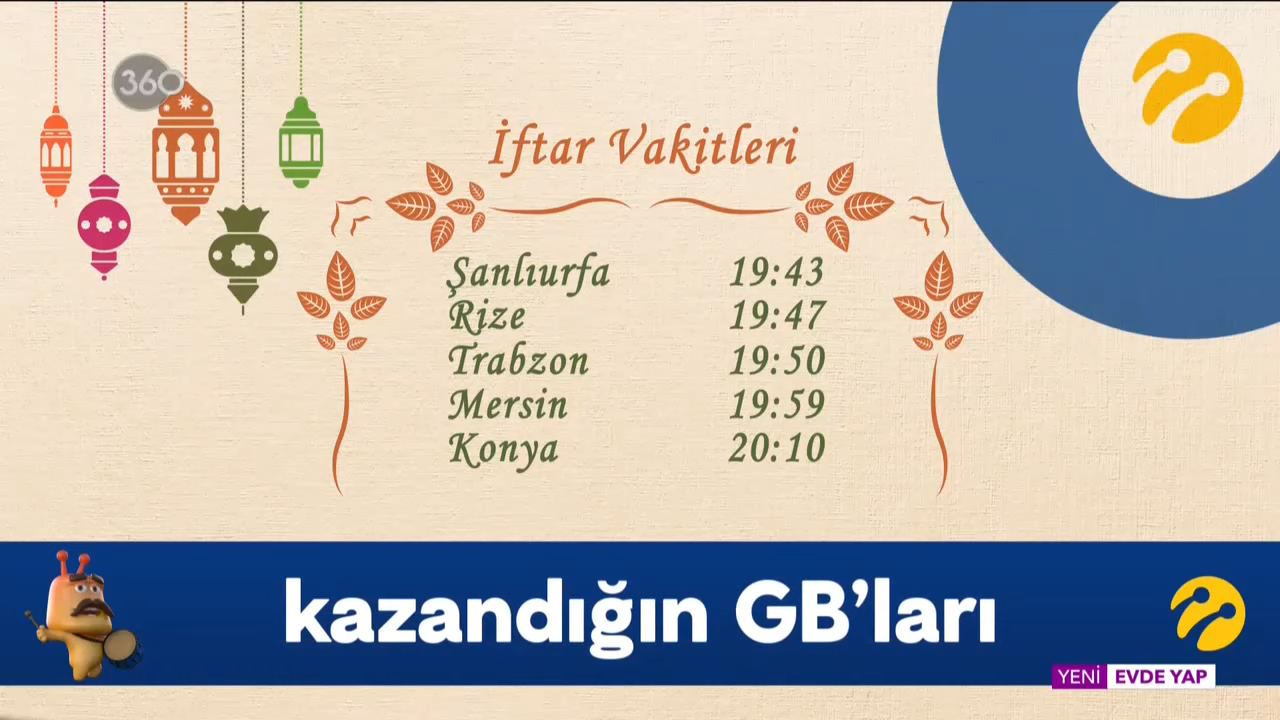 360
İftar Vakitleri
Şanlıurfa 19:43
Rize 19:47
Trabzon 19:50
Mersin 19:59
Konya 20:10
kazandığın GB'ları
YENİ EVDE YAP